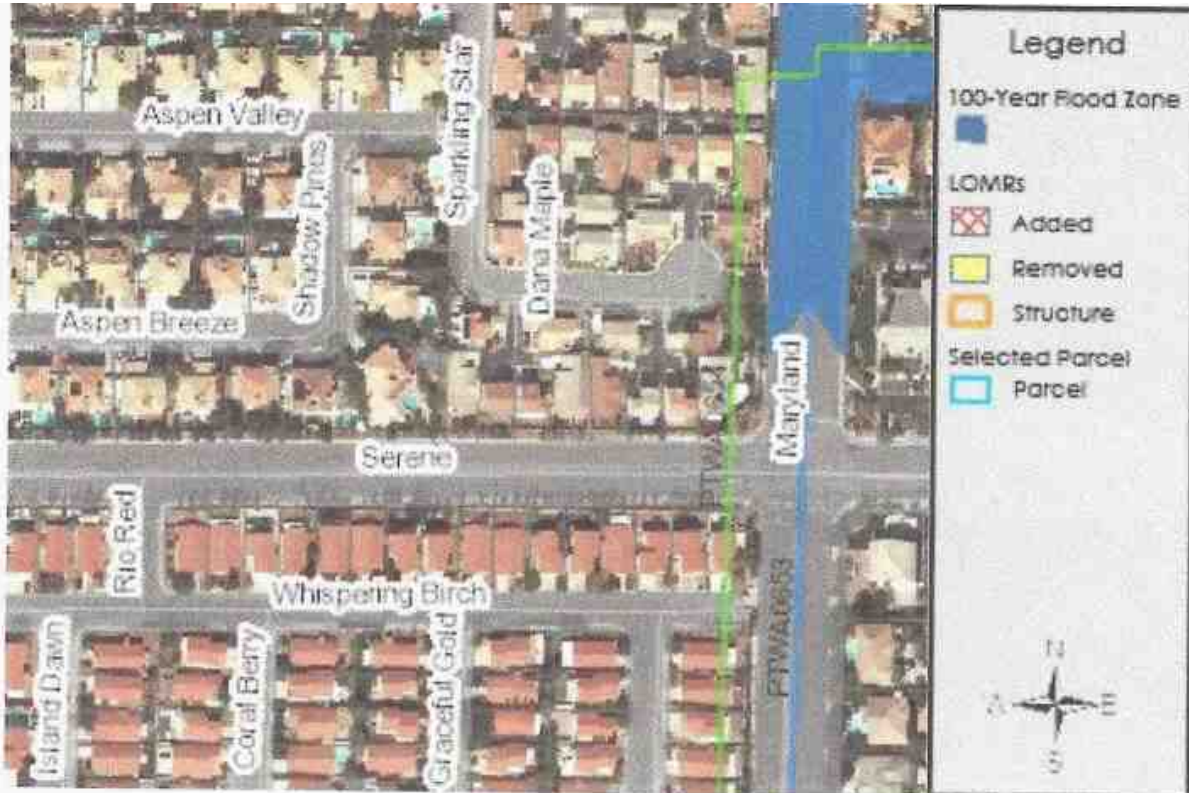 Aspen Valley
Sparkling Star
Shadow Pines
Dana Maple
Aspen Breeze
Maryland
Serene
Rio Red
Whispering Birch
Island Dawn
Coral Berry
Graceful Gold
Legend
100-Year Flood Zone
LOMRs
Added
Removed
Structure
Selected Parcel
Parcel
N
E